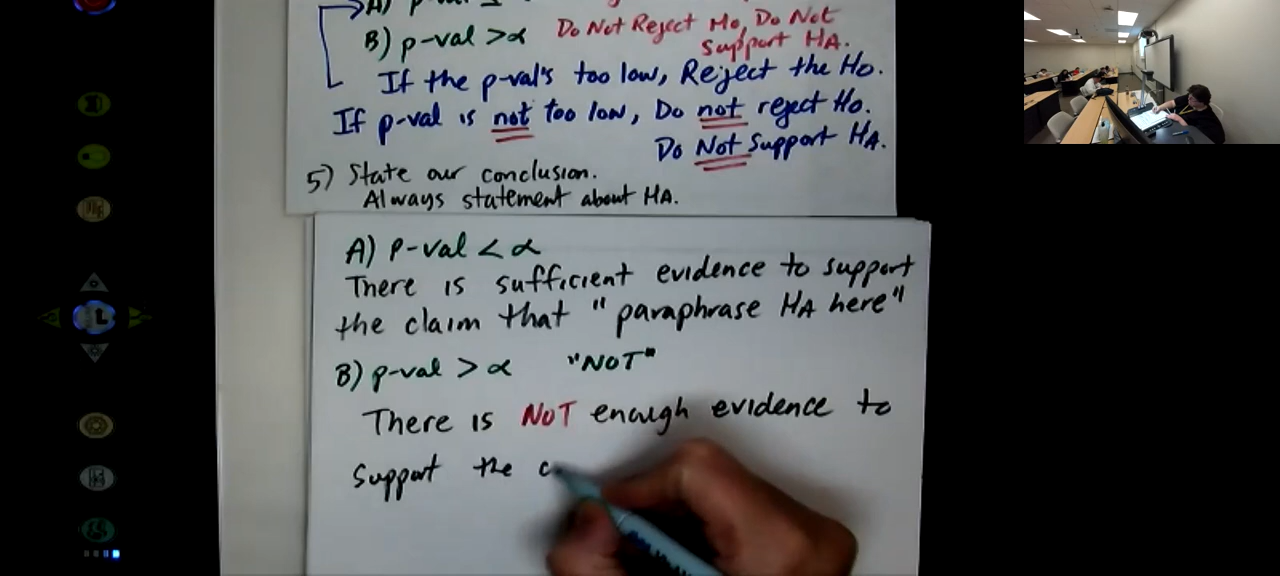 A) p-val
B) p-val > α Do Not Reject Ho, Do Not
Support HA.
If the p-val's too low, Reject the Ho.
If p-val is not too low, Do not reject Ho.
Do Not Support HA.
5) State our conclusion.
Always statement about HA.
A) P-val < α
There is sufficient evidence to support
the claim that "paraphrase HA here"
B) p-val > α "NOT"
There is NOT enough evidence to
Support the c
L